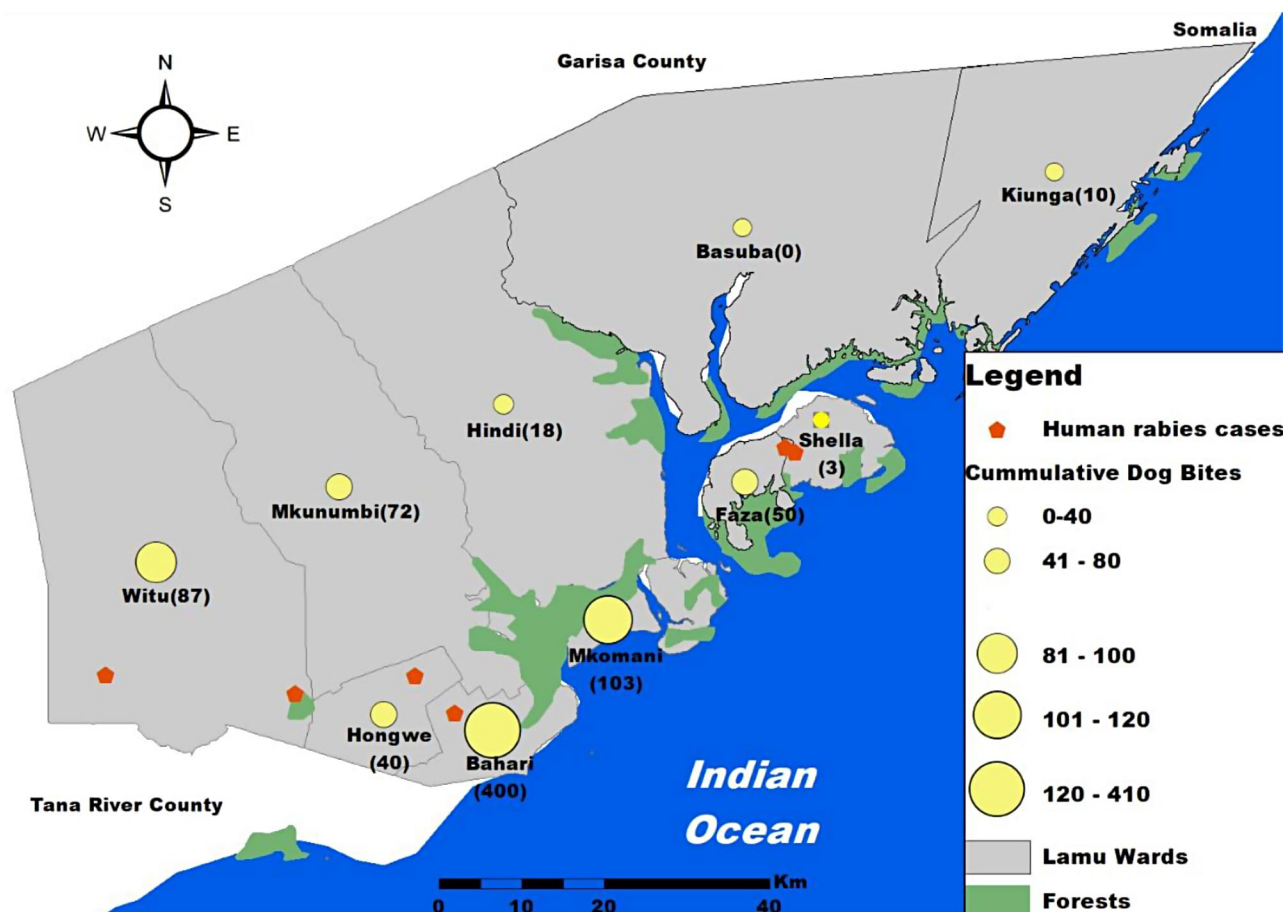 Somalia
Garisa County
N
W
E
S
Kiunga(10)
Basuba(0)
Hindi(18)
Shella
(3)
Mkunumbi(72)
Faza(50)
Witu(87)
Mkomani
(103)
Hongwe
(40)
Bahari
(400)
Tana River County
Indian
Ocean
Km
0 10 20 40
Legend
Human rabies cases
Cummulative Dog Bites
0-40
41 - 80
81 - 100
101 - 120
120 - 410
Lamu Wards
Forests